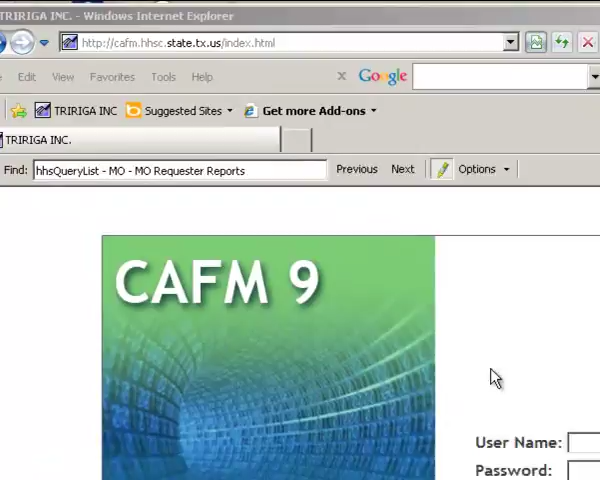 TRIRIGA INC. - Windows Internet Explorer
http://cafm.hhsc.state.tx.us/index.html
Edit View Favorites Tools Help x Google
TRIRIGA INC Suggested Sites Get more Add-ons
TRIRIGA INC.
Find: hhsQueryList - MO - MO Requester Reports Previous Next Options
CAFM 9
User Name:
Password: